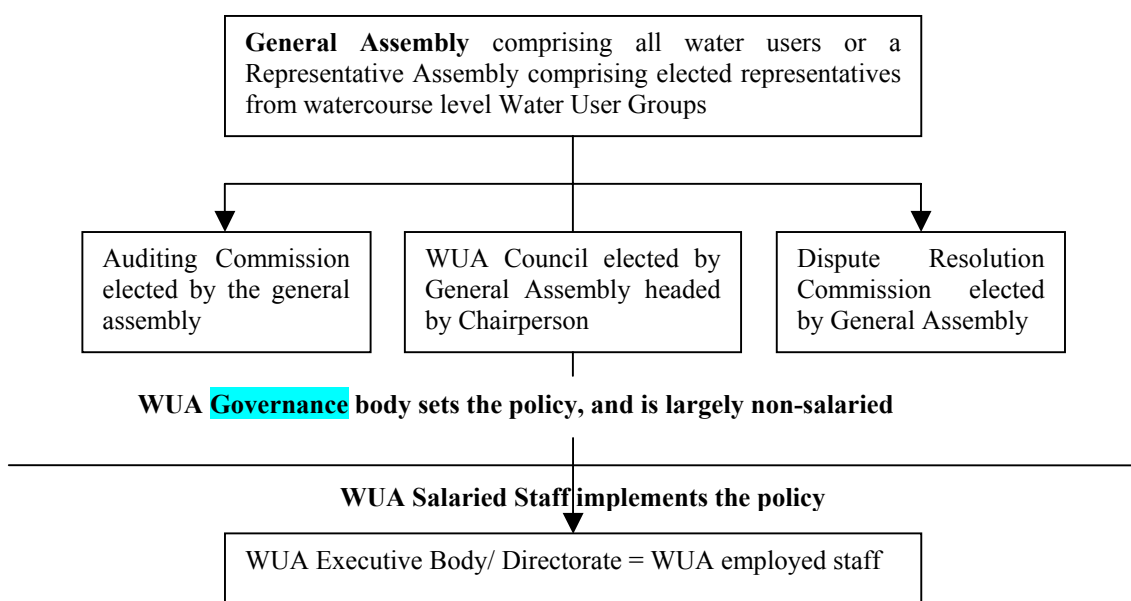 General Assembly comprising all water users or a
Representative Assembly comprising elected representatives
from watercourse level Water User Groups
Auditing Commission
elected by the general
assembly
WUA Council elected by
General Assembly headed
by Chairperson
Dispute Resolution
Commission elected
by General Assembly
WUA Governance body sets the policy, and is largely non-salaried
WUA Salaried Staff implements the policy
WUA Executive Body/ Directorate = WUA employed staff